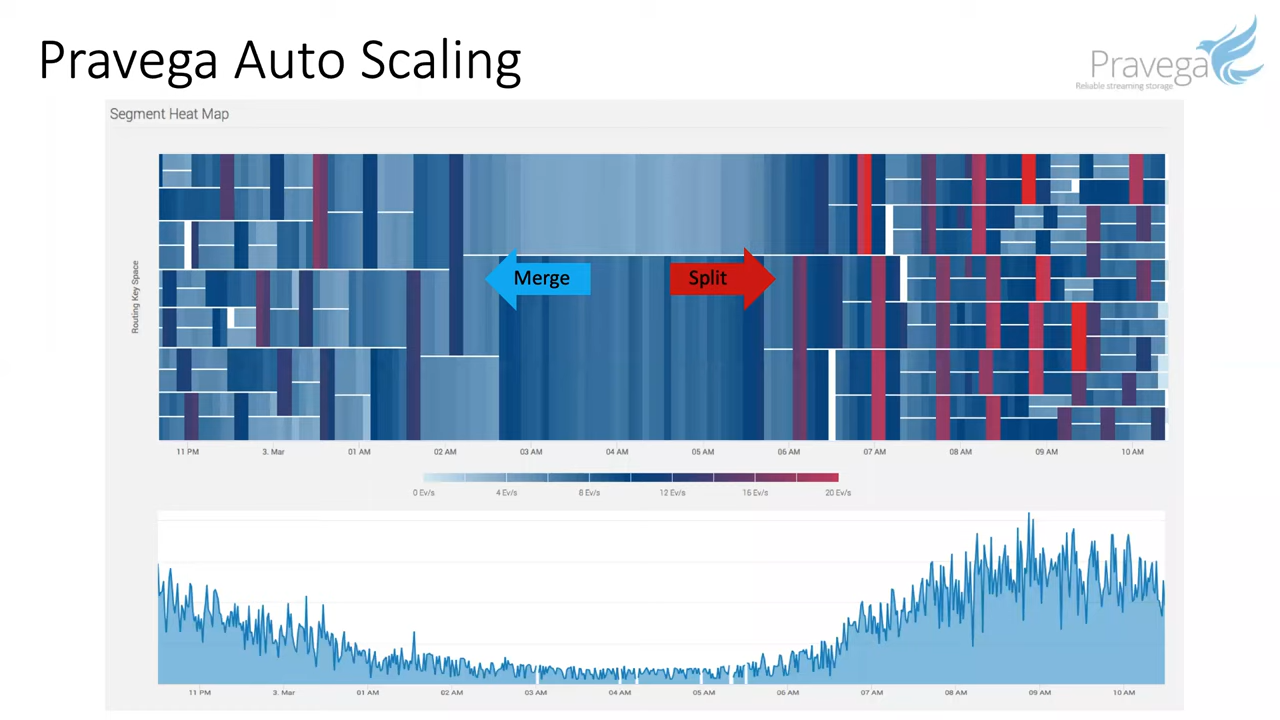 Pravega Auto Scaling
Pravega
Reliable streaming storage
Segment Heat Map
Routing Key Space
Merge
Split
11 PM 3. Mar 01 AM 02 AM 03 AM 04 AM 05 AM 06 AM 07 AM 08 AM 09 AM 10 AM
0 Ev/s 4 Ev/s 8 Ev/s 12 Ev/s 16 Ev/s 20 Ev/s
11 PM 3. Mar 01 AM 02 AM 03 AM 04 AM 05 AM 06 AM 07 AM 08 AM 09 AM 10 AM